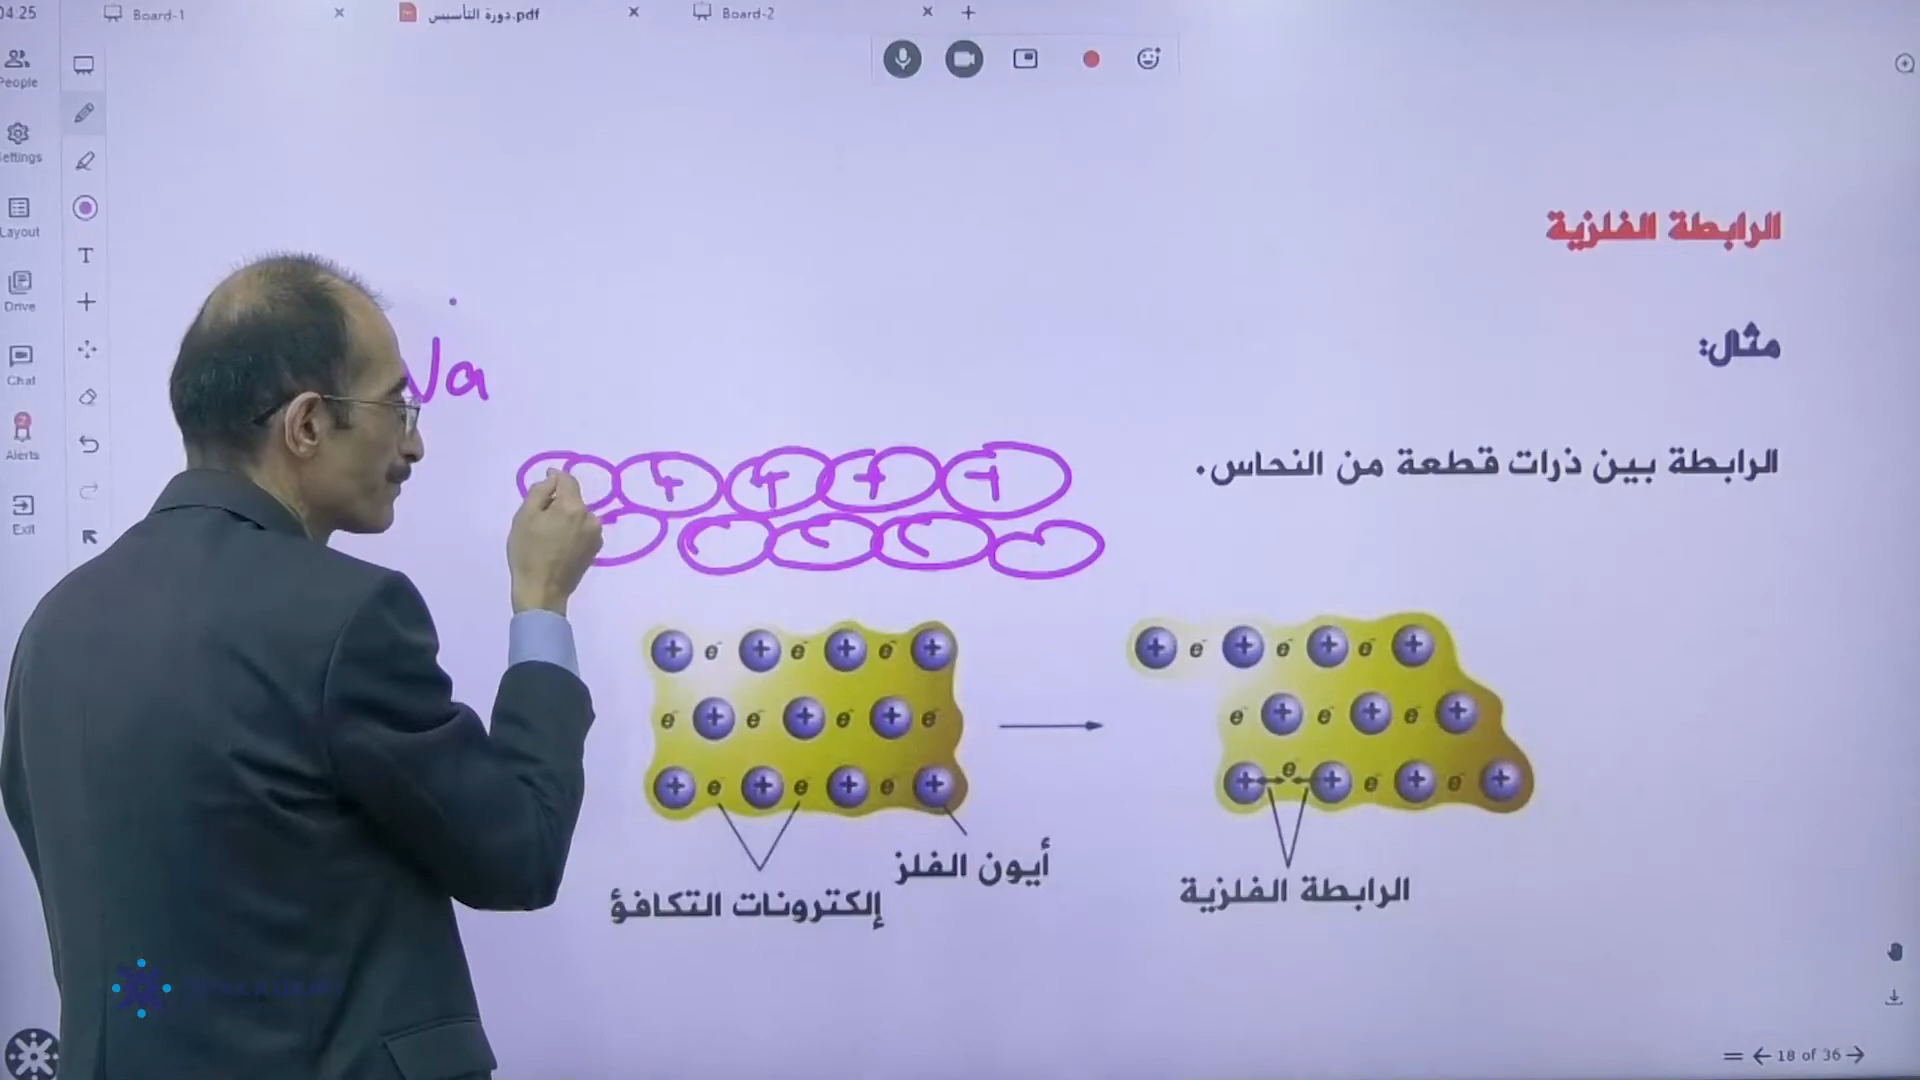 04:25
Board-1
دورة التأسيس.pdf
Board-2
People
Settings
Layout
Drive
Chat
Alerts
Exit
T
الرابطة الفلزية
مثال:
الرابطة بين ذرات قطعة من النحاس.
Na
+ + + +
+ e⁻ + e⁻ + e⁻ +
e⁻ + e⁻ + e⁻ + e⁻
+ e⁻ + e⁻ + e⁻ +
أيون الفلز
إلكترونات التكافؤ
+ e⁻ + e⁻ + e⁻ +
e⁻ + e⁻ + e⁻ +
+ e⁻ + e⁻ + e⁻ +
الرابطة الفلزية
18 of 36